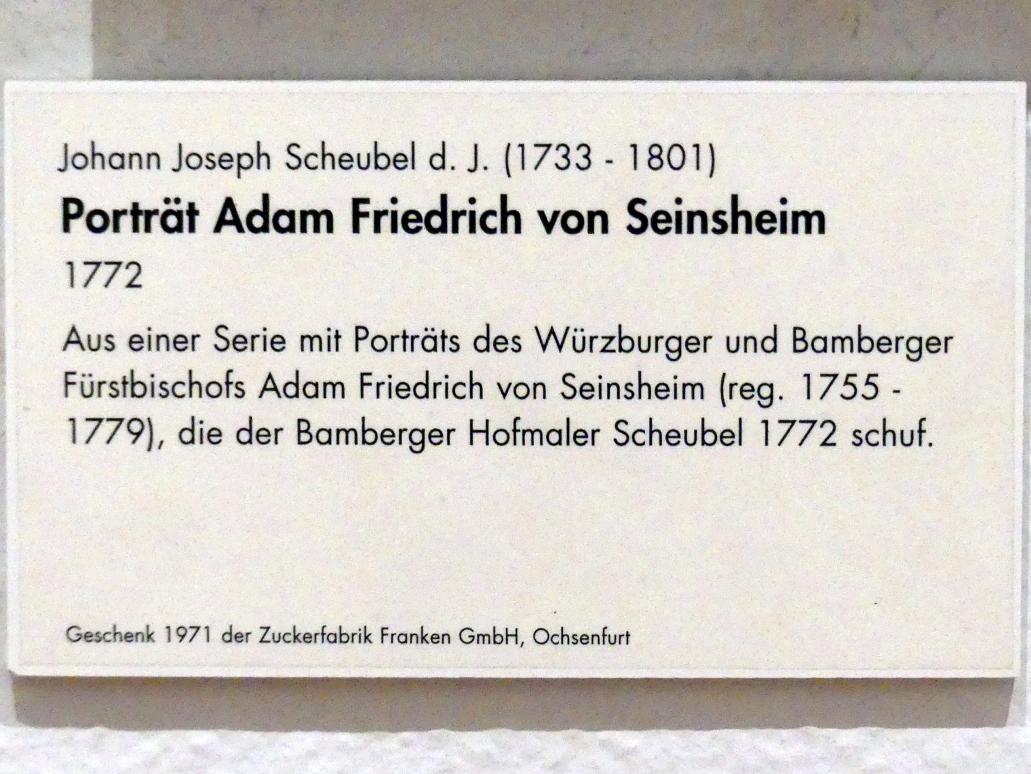 Johann Joseph Scheubel d. J. (1733 - 1801)
Porträt Adam Friedrich von Seinsheim
1772
Aus einer Serie mit Porträts des Würzburger und Bamberger
Fürstbischofs Adam Friedrich von Seinsheim (reg. 1755 -
1779), die der Bamberger Hofmaler Scheubel 1772 schuf.
Geschenk 1971 der Zuckerfabrik Franken GmbH, Ochsenfurt